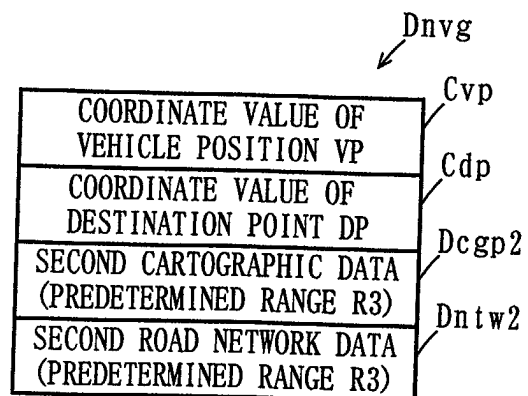 Dnvg
COORDINATE VALUE OF
VEHICLE POSITION VP
Cvp
COORDINATE VALUE OF
DESTINATION POINT DP
Cdp
SECOND CARTOGRAPHIC DATA
(PREDETERMINED RANGE R3)
Dcgp2
SECOND ROAD NETWORK DATA
(PREDETERMINED RANGE R3)
Dntw2